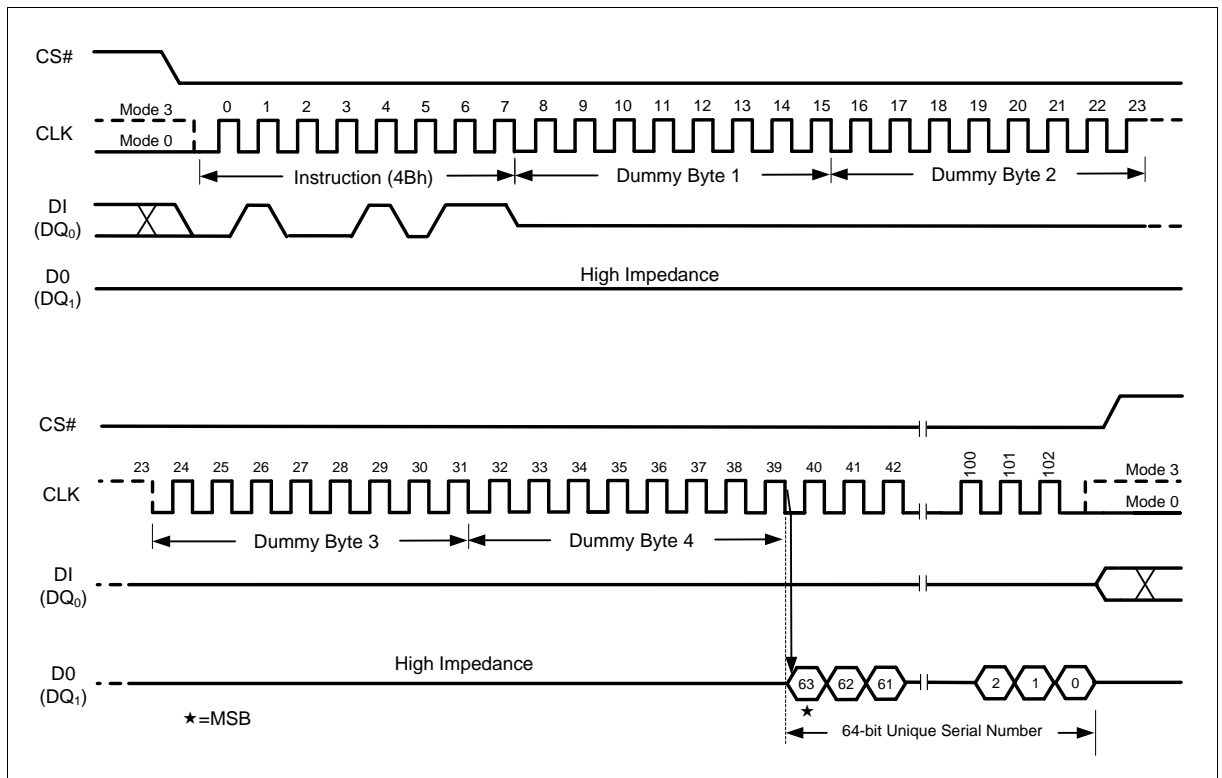 CS#
Mode 3
0 1 2 3 4 5 6 7 8 9 10 11 12 13 14 15 16 17 18 19 20 21 22 23
CLK
Mode 0
Instruction (4Bh)
Dummy Byte 1
Dummy Byte 2
DI
(DQ0)
High Impedance
D0
(DQ1)
CS#
23 24 25 26 27 28 29 30 31 32 33 34 35 36 37 38 39 40 41 42 100 101 102
Mode 3
CLK
Mode 0
Dummy Byte 3
Dummy Byte 4
DI
(DQ0)
High Impedance
D0
(DQ1)
63 62 61 2 1 0
★=MSB
★
64-bit Unique Serial Number